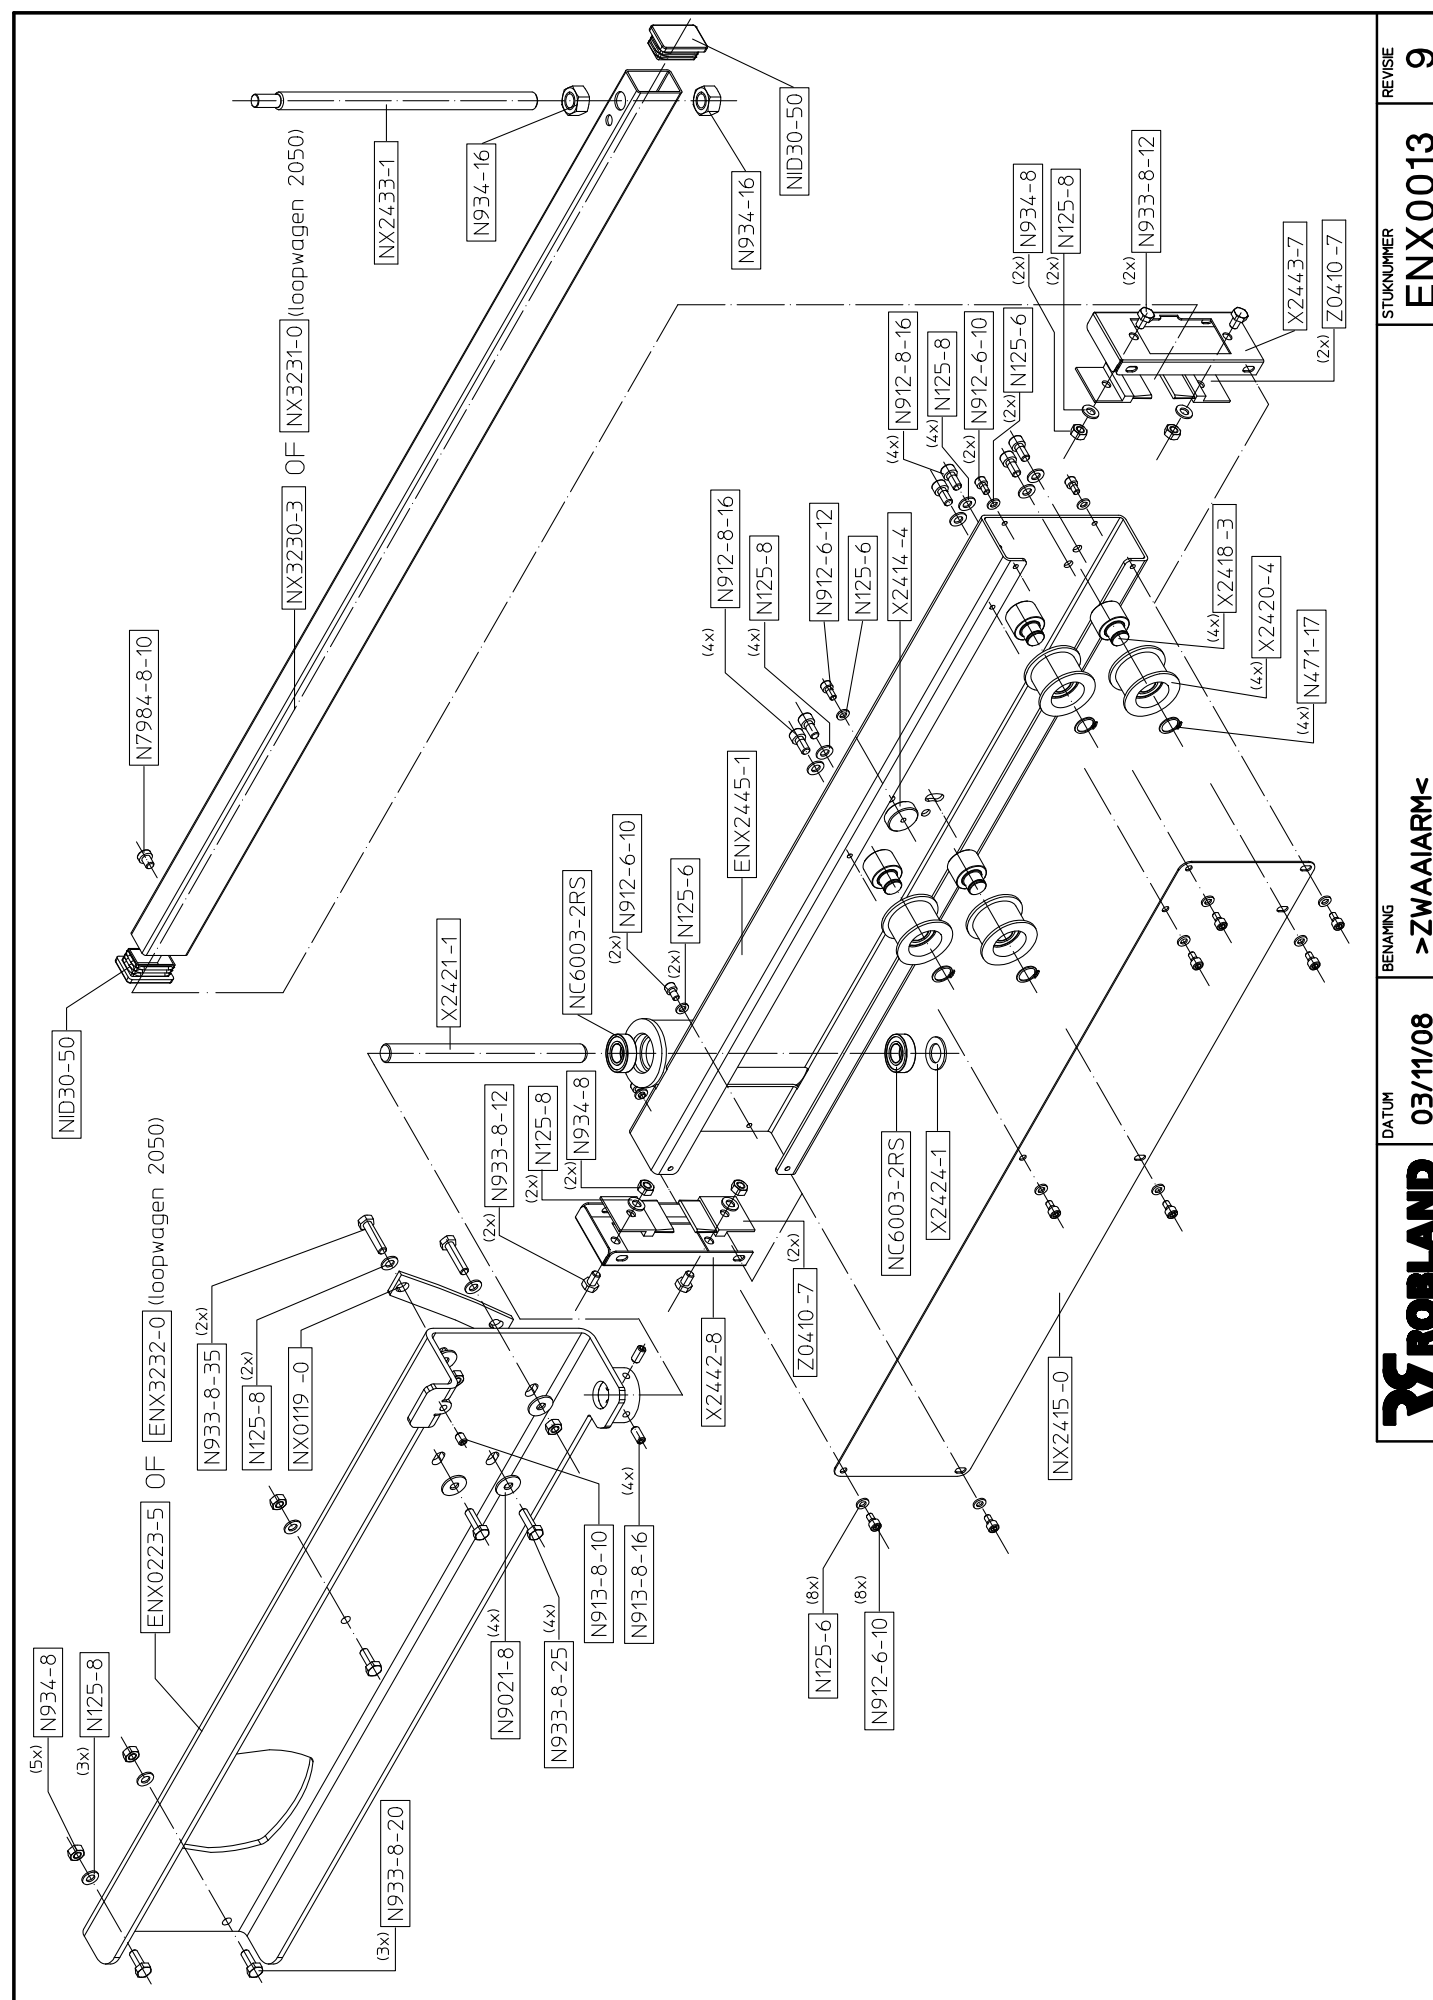 NID30-50
N7984-8-10
NX3230-3 OF NX3231-0 (loopwagen 2050)
NX2433-1
N934-16
N934-16
NID30-50
X2421-1
NC6003-2RS
(2x) N912-6-10
(2x) N125-6
ENX2445-1
(4x) N912-8-16
(4x) N125-8
N912-6-12
N125-6
X2414-4
(4x) N912-8-16
(4x) N125-8
(2x) N912-6-10
(2x) N125-6
(2x) N934-8
(2x) N125-8
(2x) N933-8-12
X2443-7
(2x) Z0410-7
(4x) X2418-3
(4x) X2420-4
(4x) N471-17
ENX0223-5 OF ENX3232-0 (loopwagen 2050)
N933-8-35 (2x)
N125-8 (2x)
NX0119 -0
(2x) N933-8-12
(2x) N125-8
(2x) N934-8
X2442-8
Z0410-7 (2x)
NC6003-2RS
X2424-1
NX2415-0
(5x) N934-8
(3x) N125-8
(3x) N933-8-20
N9021-8 (4x)
N933-8-25 (4x)
N913-8-10
N913-8-16 (4x)
N125-6 (8x)
N912-6-10 (8x)
ROBLAND
DATUM
03/11/08
BENAMING
>ZWAAIARM<
STUKNUMMER
ENX0013
REVISIE
9